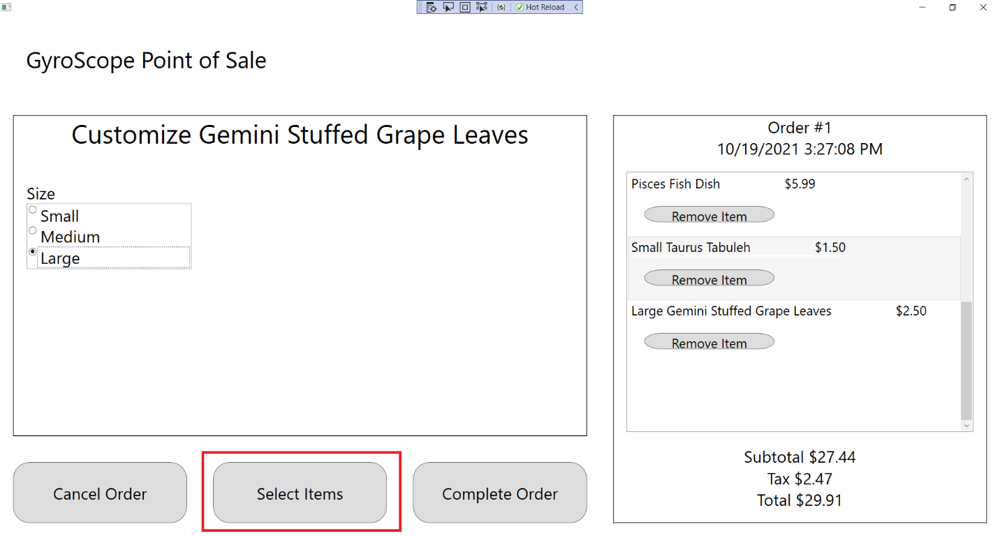 Hot Reload
GyroScope Point of Sale
Customize Gemini Stuffed Grape Leaves
Size
Small
Medium
Large
Cancel Order
Select Items
Complete Order
Order #1
10/19/2021 3:27:08 PM
Pisces Fish Dish $5.99
Remove Item
Small Taurus Tabuleh $1.50
Remove Item
Large Gemini Stuffed Grape Leaves $2.50
Remove Item
Subtotal $27.44
Tax $2.47
Total $29.91